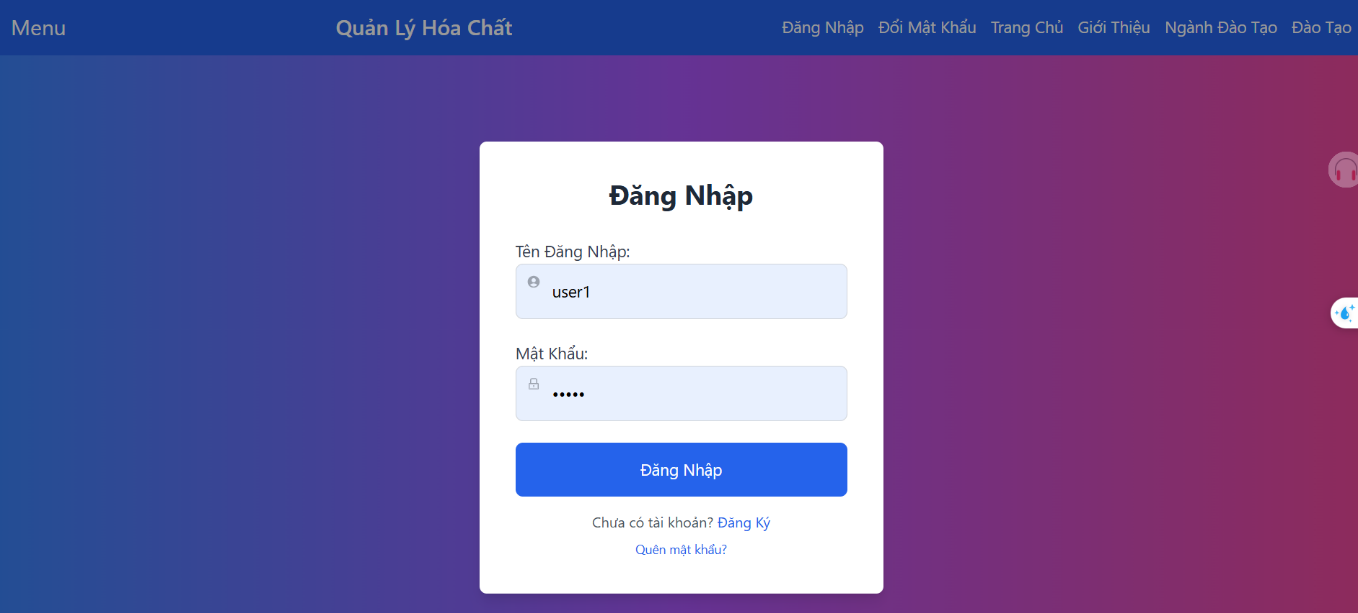 Menu
Quản Lý Hóa Chất
Đăng Nhập Đổi Mật Khẩu Trang Chủ Giới Thiệu Ngành Đào Tạo Đào Tạo
Đăng Nhập
Tên Đăng Nhập:
user1
Mật Khẩu:
•••••
Đăng Nhập
Chưa có tài khoản? Đăng Ký
Quên mật khẩu?